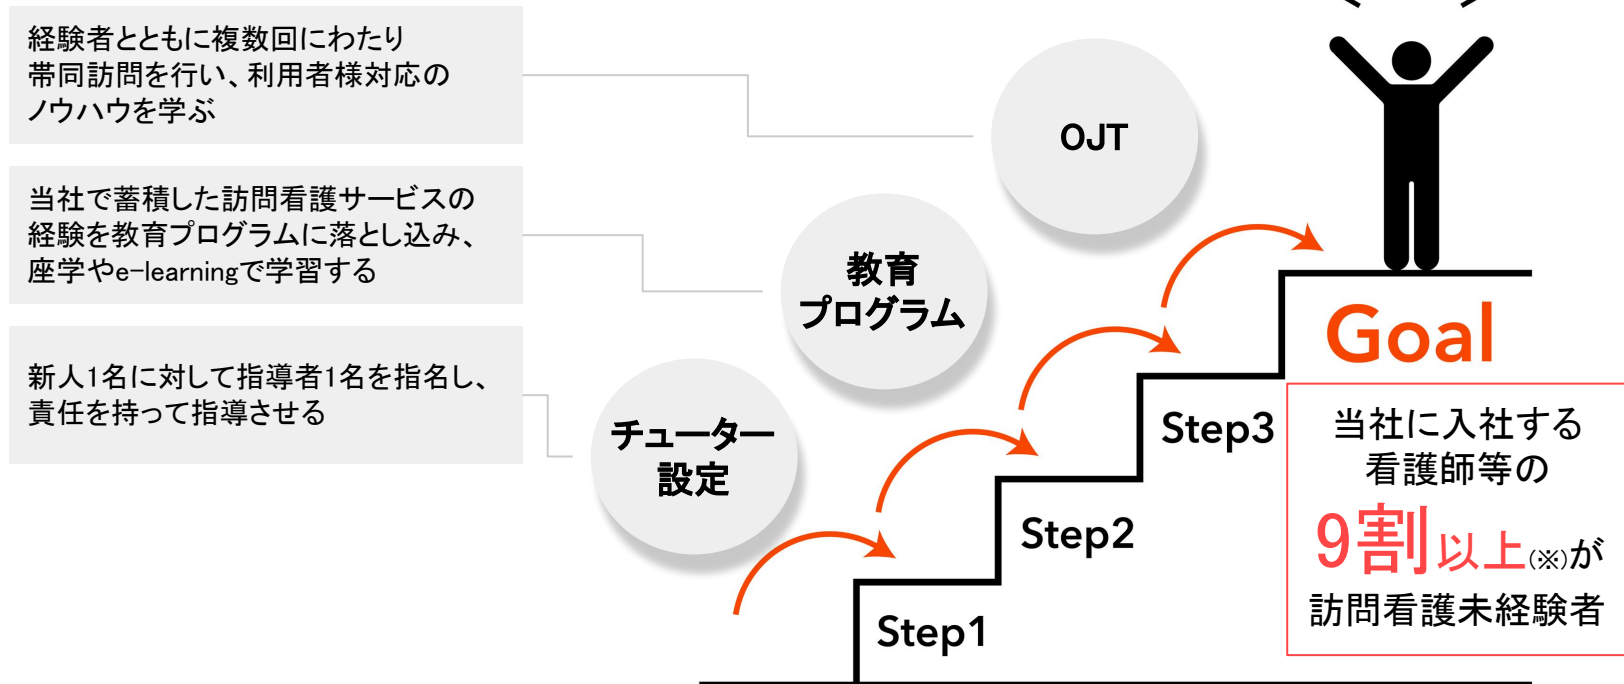 経験者とともに複数回にわたり
帯同訪問を行い、利用者様対応の
ノウハウを学ぶ
OJT
当社で蓄積した訪問看護サービスの
経験を教育プログラムに落とし込み、
座学やe-learningで学習する
教育
プログラム
新人1名に対して指導者1名を指名し、
責任を持って指導させる
チューター
設定
Step1
Step2
Step3
Goal
当社に入社する
看護師等の
9割以上(※)が
訪問看護未経験者